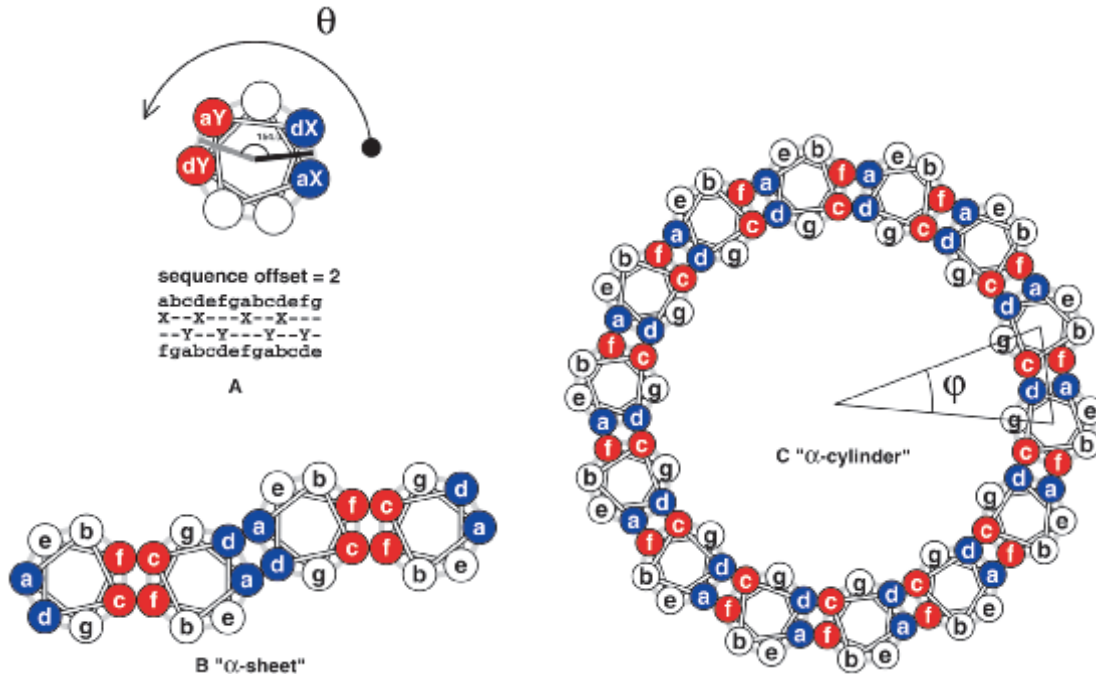 θ
aY
dX
dY
aX
sequence offset = 2
abcdefgabcdefg
X--X---X--X---
--Y--Y---Y--Y-
fgabcdefgabcde
A
e b f c g d a
c g d a e b f
e b f c g d a
c g d a e b f
B "α-sheet"
a e b f c g d
a e b f c g d
a e b f c g d
a e b f c g d
a e b f c g d
a e b f c g d
a e b f c g d
a e b f c g d
a e b f c g d
a e b f c g d
a e b f c g d
a e b f c g d
a e b f c g d
a e b f c g d
φ
C "α-cylinder"